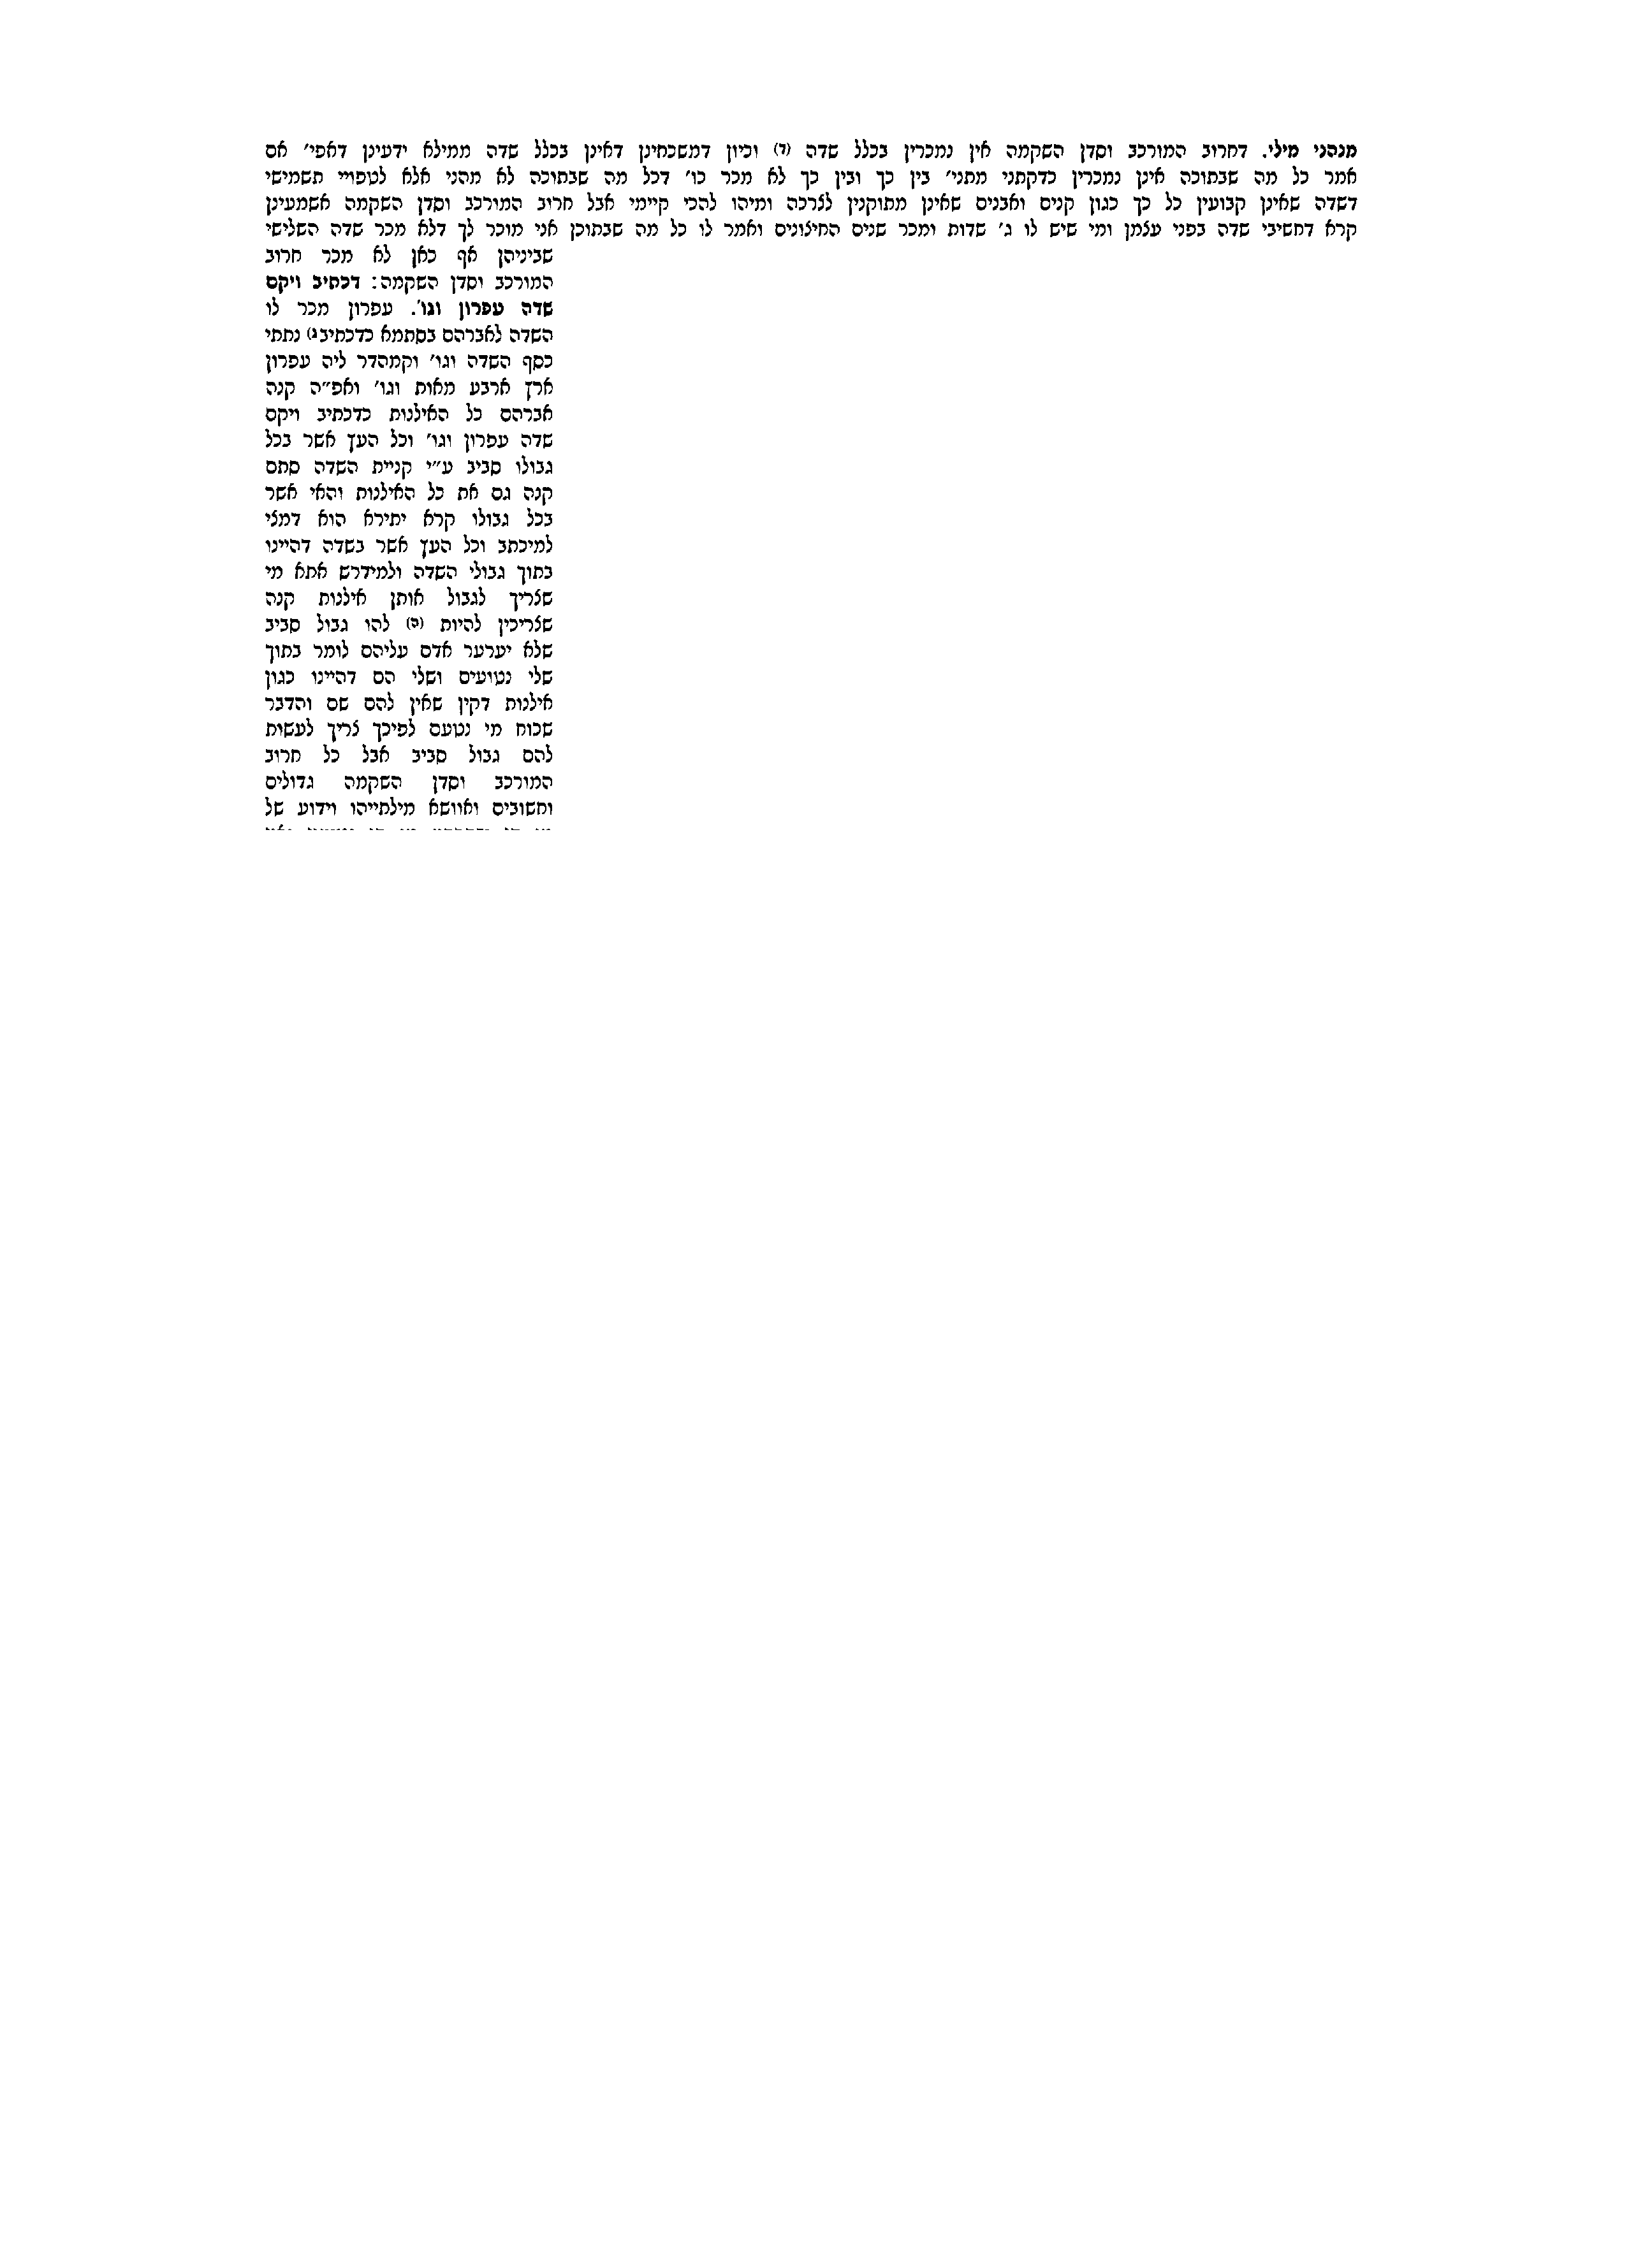 מנהני מילי. דחרוב המורכב וסדן השקמה אין נמכרין בכלל שדה (ד) וכיון דמשכחינן דאינן בכלל שדה ממילא ידעינן דאפי׳ אם
אמר כל מה שבתוכה אינן נמכרין כדקתני מתני׳ בין כך ובין כך לא מכר כו׳ דכל מה שבתוכה לא מהני אלא לטפויי תשמישי
דשדה שאינן קבועין כל כך כגון קנים ואבנים שאינן מתוקנין לצרכה ומיהו להכי קיימי אבל חרוב המורכב וסדן השקמה אשמעינן
קרא דחשיבי שדה בפני עצמן ומי שיש לו ג׳ שדות ומכר שנים החיצונים ואמר לו כל מה שבתוכן אני מוכר לך דלא מכר שדה השלישי
שביניהן אף כאן לא מכר חרוב
המורכב וסדן השקמה: דכתיב ויקם
שדה עפרון וגו׳. עפרון מכר לו
השדה לאברהם בסתמא כדכתיב ג) נתתי
כסף השדה וגו׳ וקמהדר ליה עפרון
ארץ ארבע מאות וגו׳ ואפ״ה קנה
אברהם כל האילנות כדכתיב ויקם
שדה עפרון וגו׳ וכל העץ אשר בכל
גבולו סביב ע״י קניית השדה סתם
קנה גם את כל האילנות והאי אשר
בכל גבולו קרא יתירא הוא דמצי
למיכתב וכל העץ אשר בשדה דהיינו
בתוך גבולי השדה ולמידרש אתא מי
שצריך לגבול אותן אילנות קנה
שצריכין להיות (ה) להו גבול סביב
שלא יערער אדם עליהם לומר בתוך
שלי נטועים ושלי הם דהיינו כגון
אילנות דקין שאין להם שם והדבר
שכוח מי נטעם לפיכך צריך לעשות
להם גבול סביב אבל כל חרוב
המורכב וסדן השקמה גדולים
וחשובים ואוושא מילתייהו וידוע של